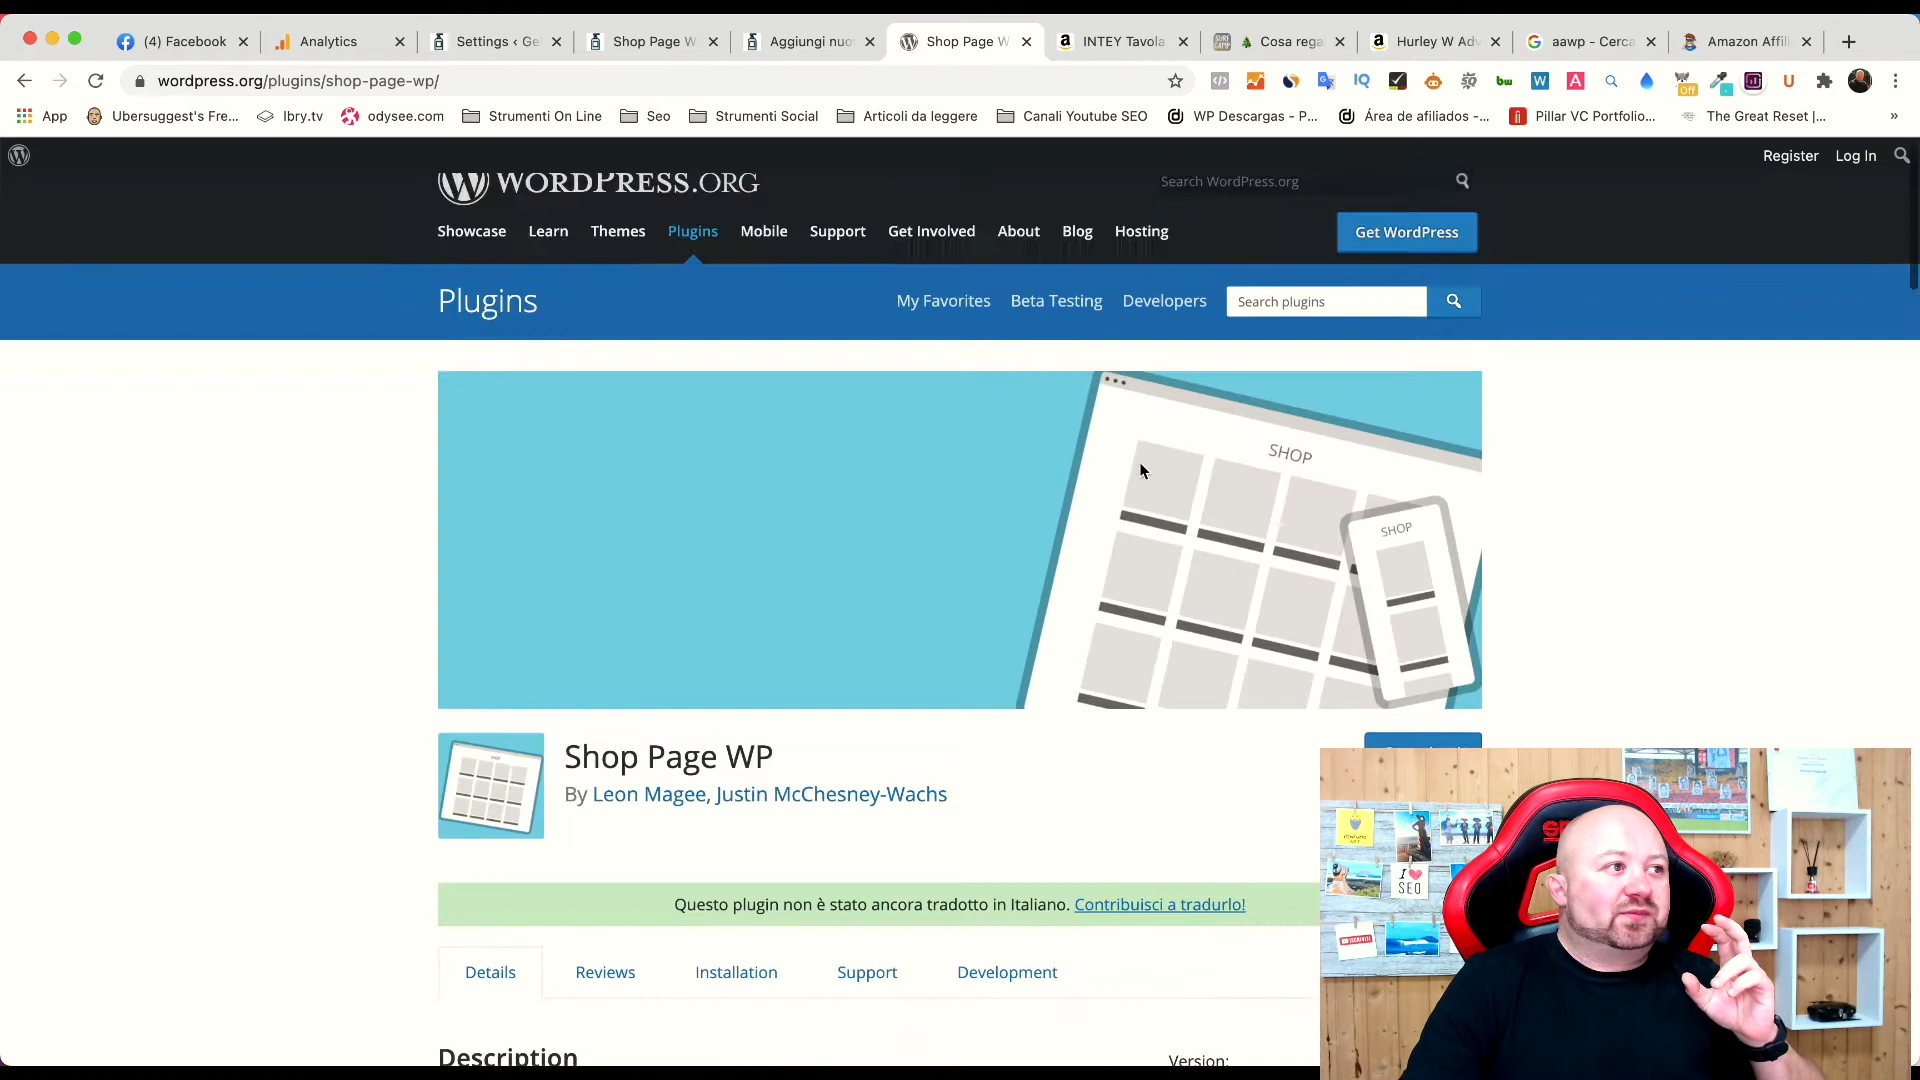 (4) Facebook
Analytics
Settings ‹ Ge
Shop Page W
Aggiungi nuo
Shop Page W
INTEY Tavola
Cosa rega
Hurley W Adv
aawp - Cerca
Amazon Affili
wordpress.org/plugins/shop-page-wp/
App
Ubersuggest's Fre...
lbry.tv
odysee.com
Strumenti On Line
Seo
Strumenti Social
Articoli da leggere
Canali Youtube SEO
WP Descargas - P...
Área de afiliados -...
Pillar VC Portfolio...
The Great Reset |...
»
Register
Log In
WORDPRESS.ORG
Search WordPress.org
Showcase
Learn
Themes
Plugins
Mobile
Support
Get Involved
About
Blog
Hosting
Get WordPress
Plugins
My Favorites
Beta Testing
Developers
Search plugins
SHOP
SHOP
Shop Page WP
By Leon Magee, Justin McChesney-Wachs
Questo plugin non è stato ancora tradotto in Italiano. Contribuisci a tradurlo!
Details
Reviews
Installation
Support
Development
Description
Version:
I
SEO